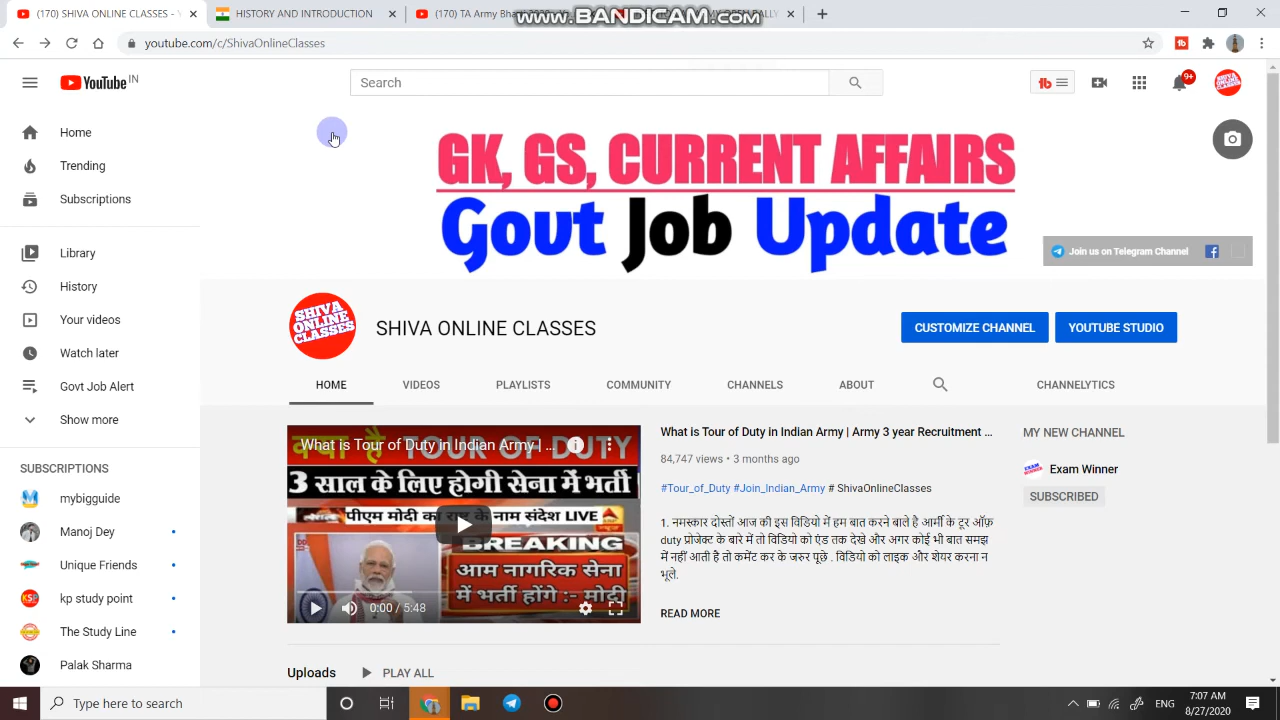 (170) SHIVA ONLINE CLASSES -
HISTORY AND INTRODUCTION
(170) TA Army
www.BANDICAM.com
youtube.com/c/ShivaOnlineClasses
YouTube IN
Search
9+
Home
Trending
Subscriptions
Library
History
Your videos
Watch later
Govt Job Alert
Show more
SUBSCRIPTIONS
mybigguide
Manoj Dey
Unique Friends
kp study point
The Study Line
Palak Sharma
GK, GS, CURRENT AFFAIRS
Govt Job Update
Join us on Telegram Channel
SHIVA ONLINE CLASSES
SHIVA ONLINE CLASSES
CUSTOMIZE CHANNEL
YOUTUBE STUDIO
HOME
VIDEOS
PLAYLISTS
COMMUNITY
CHANNELS
ABOUT
CHANNELYTICS
What is Tour of Duty in Indian Army | ...
3 साल के लिए होगी सेना में भर्ती
पीएम मोदी का राष्ट्र के नाम संदेश LIVE
BREAKING
आम नागरिक सेना
में भर्ती होंगे :- मोदी
0:00 / 5:48
What is Tour of Duty in Indian Army | Army 3 year Recruitment ...
84,747 views • 3 months ago
#Tour_of_Duty #Join_Indian_Army # ShivaOnlineClasses
1. नमस्कार दोस्तों आज की इस विडियो में हम बात करने बाले है आर्मी के टूर ऑफ़
duty प्रोजेक्ट के बारे में तो विडियो को एंड तक देखे और अगर कोई भी बात समझ
में नहीं आती है तो कमेंट कर के जरुर पूछे . विडियो को लाइक और शेयर करना न
भूले.
READ MORE
MY NEW CHANNEL
Exam Winner
SUBSCRIBED
Uploads
PLAY ALL
Type here to search
ENG
7:07 AM
8/27/2020